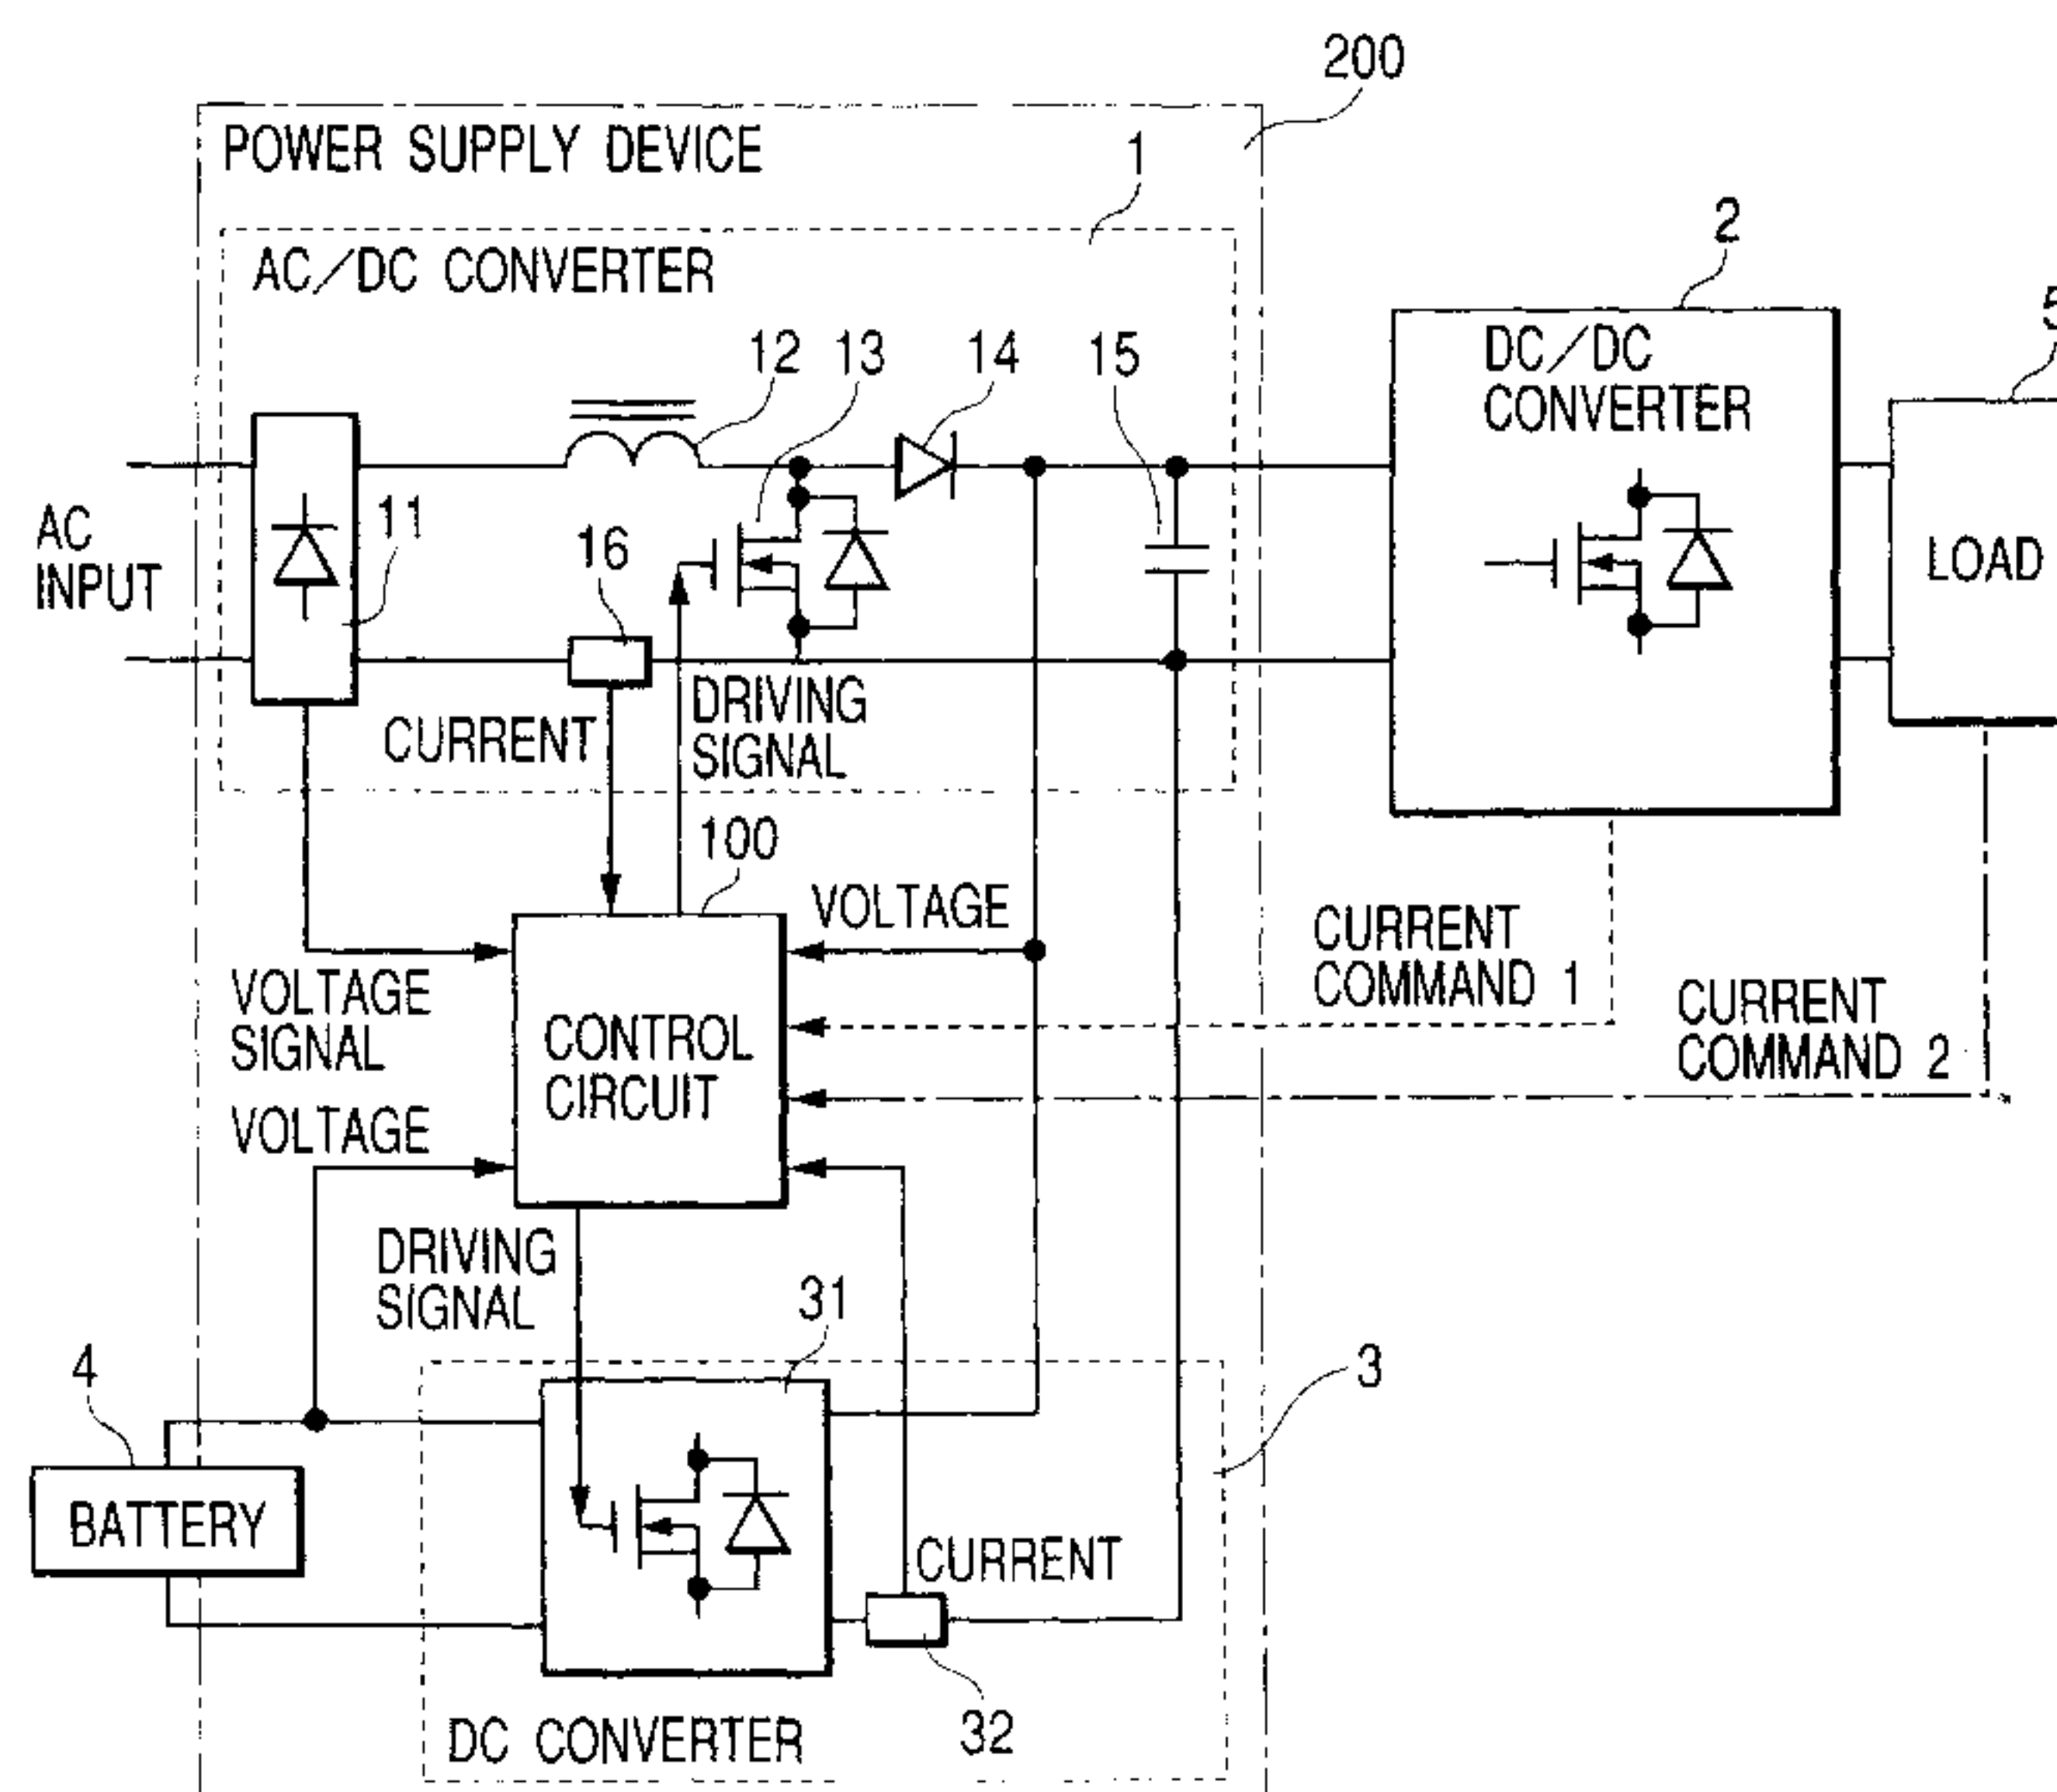 200
POWER SUPPLY DEVICE
1
AC/DC CONVERTER
2
5
12
13
14
15
DC/DC
CONVERTER
AC
INPUT
11
16
LOAD
CURRENT
DRIVING
SIGNAL
100
VOLTAGE
CURRENT
COMMAND 1
VOLTAGE
SIGNAL
CONTROL
CIRCUIT
CURRENT
COMMAND 2
VOLTAGE
DRIVING
SIGNAL
31
4
3
BATTERY
CURRENT
DC CONVERTER
32